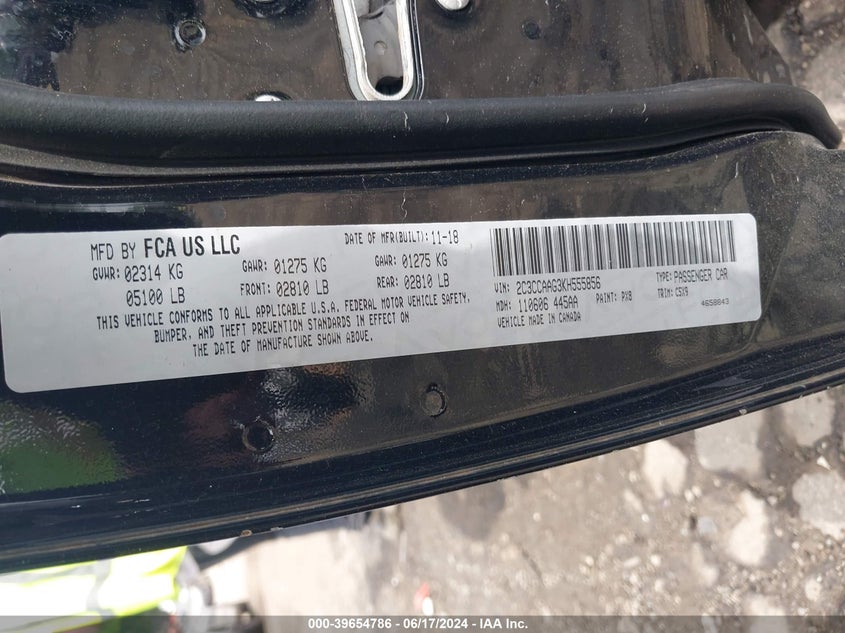 MFD BY FCA US LLC
DATE OF MFR(BUILT): 11-18
GVWR: 02314 KG
GAWR: 01275 KG
GAWR: 01275 KG
05100 LB
FRONT: 02810 LB
REAR: 02810 LB
THIS VEHICLE CONFORMS TO ALL APPLICABLE U.S.A. FEDERAL MOTOR VEHICLE SAFETY,
BUMPER, AND THEFT PREVENTION STANDARDS IN EFFECT ON
THE DATE OF MANUFACTURE SHOWN ABOVE.
VIN: 2C3CCAAG3KH555856
TYPE: PASSENGER CAR
MDH: 110606 445AA
PAINT: PX8
TRIM: C5X9
VEHICLE MADE IN CANADA
4658643
000-39654786 - 06/17/2024 - IAA Inc.